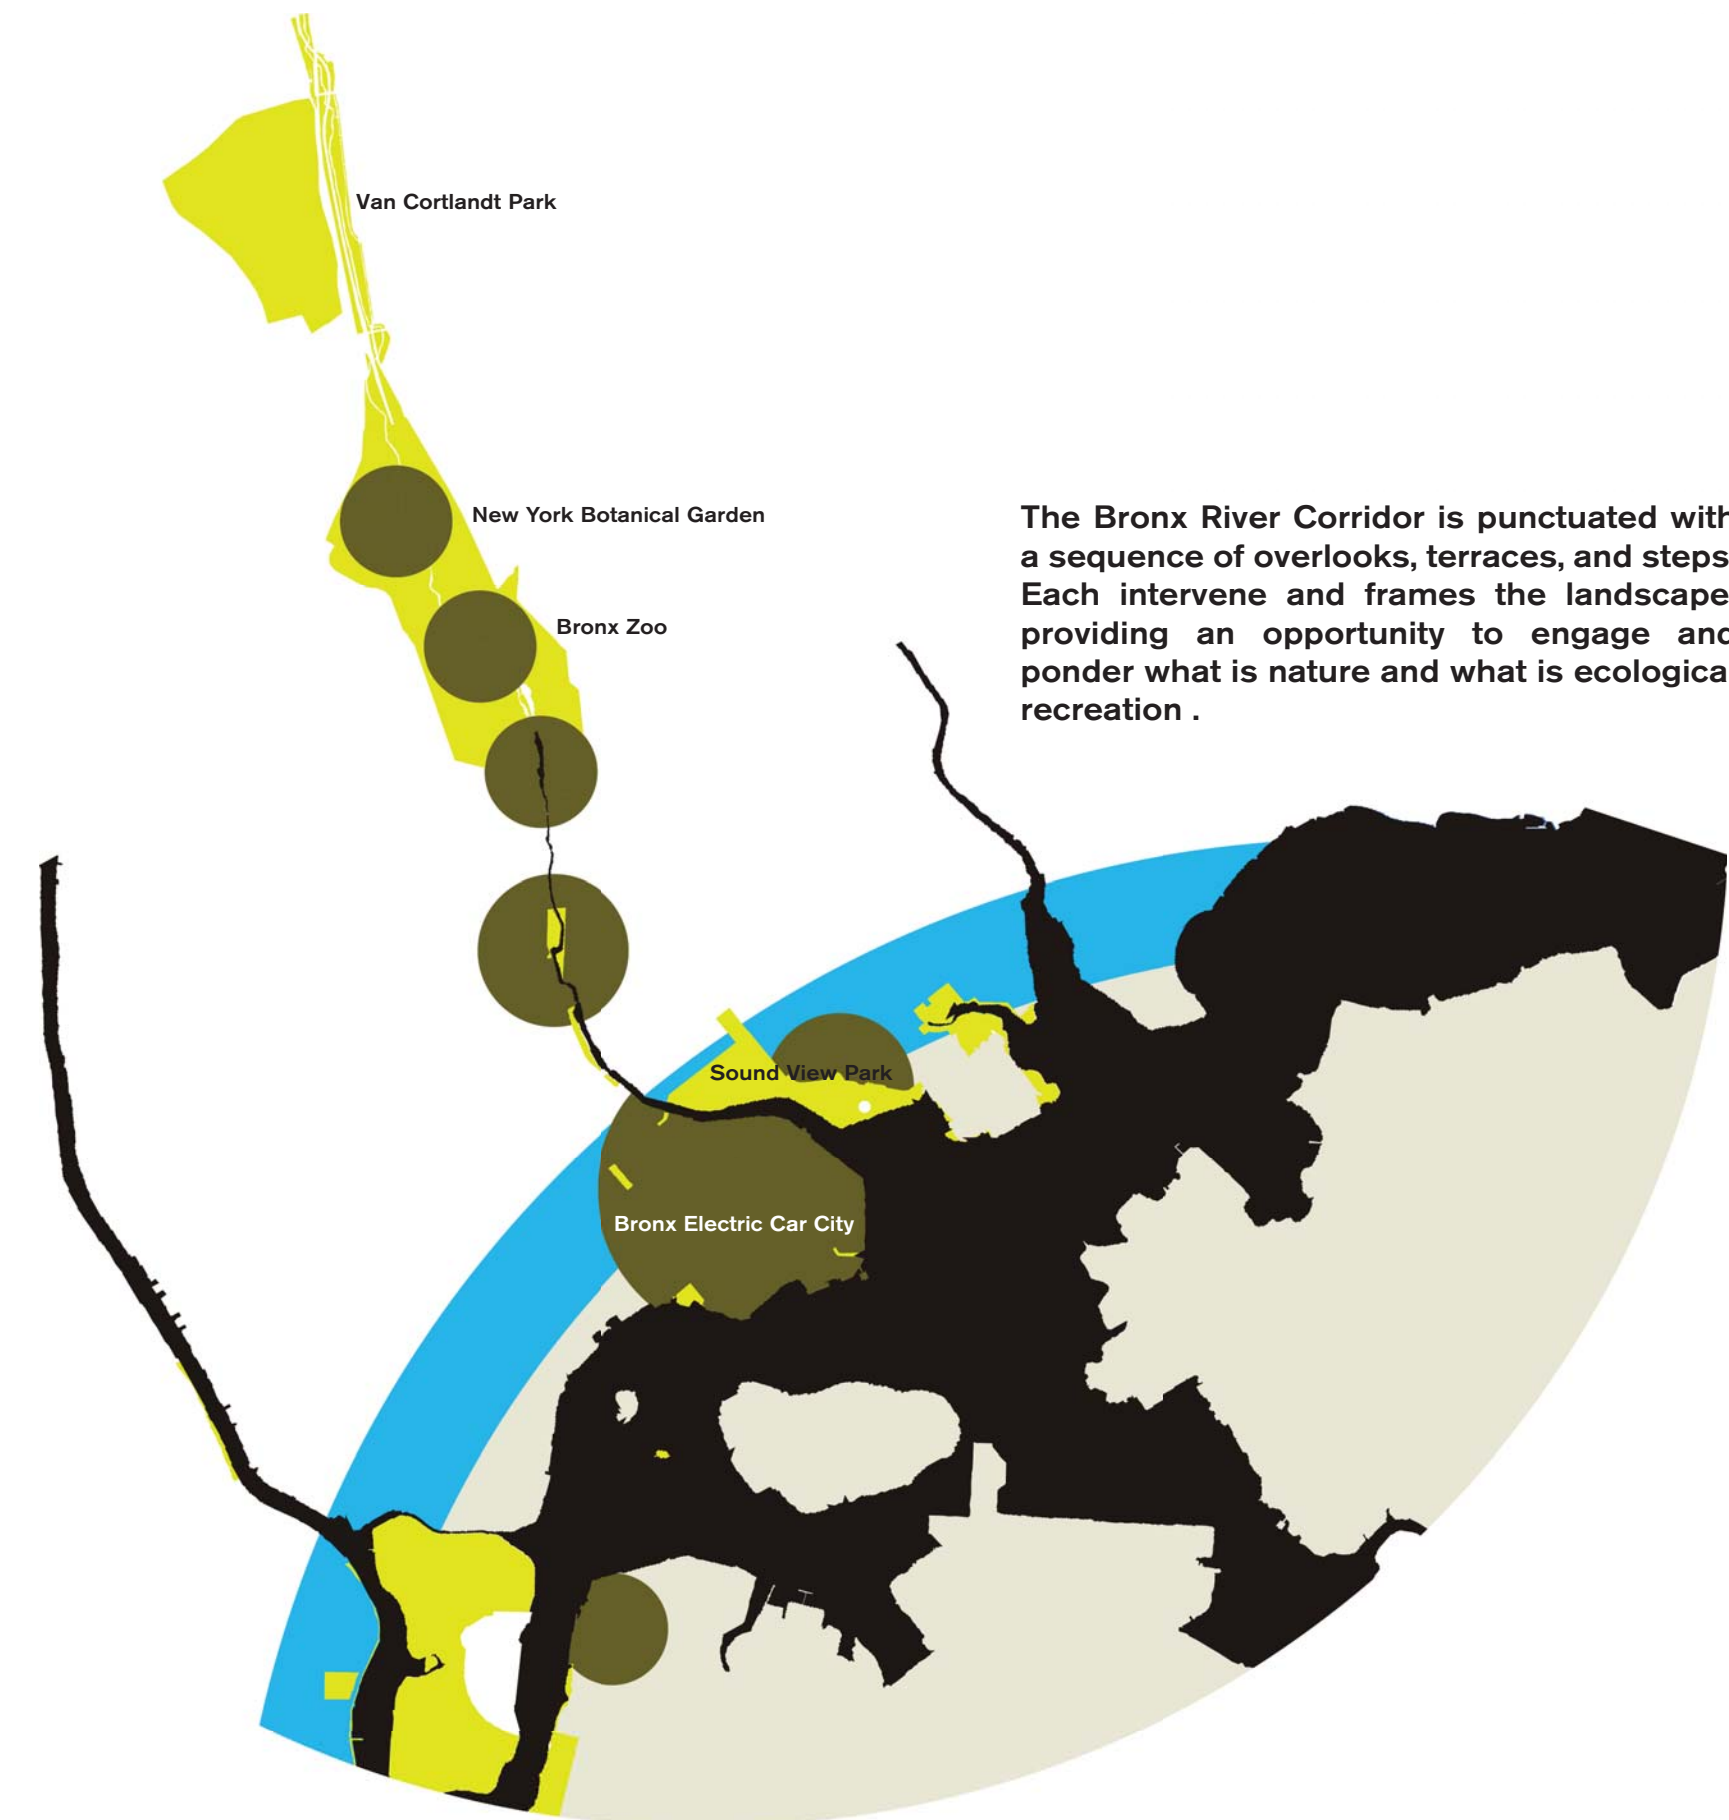 Van Cortlandt Park
New York Botanical Garden
The Bronx River Corridor is punctuated with
a sequence of overlooks, terraces, and steps
Each intervene and frames the landscape
providing an opportunity to engage and
ponder what is nature and what is ecological
recreation .
Bronx Zoo
Sound View Park
Bronx Electric Car City